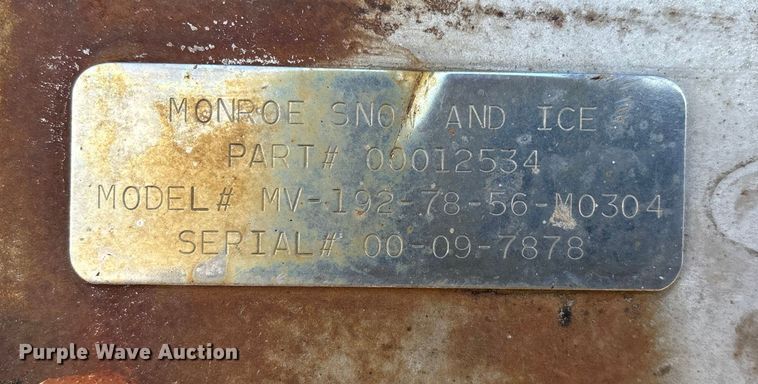 MONROE SNOW AND ICE
PART# 00012534
MODEL# MV-192-78-56-M0304
SERIAL# 00-09-7878
Purple Wave Auction